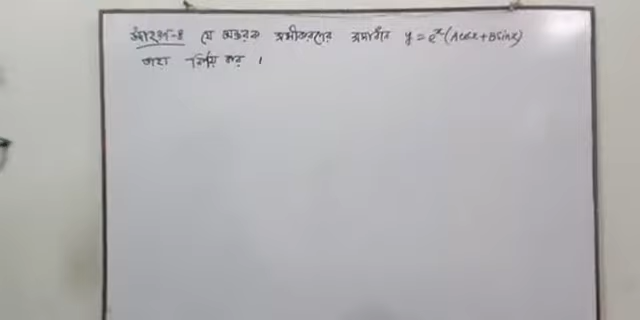 উদাহরণ-৪ যে অন্তরক সমীকরণের সমাধান y = e^x (Acosx + Bsinx)
তাহা নির্ণয় কর ।